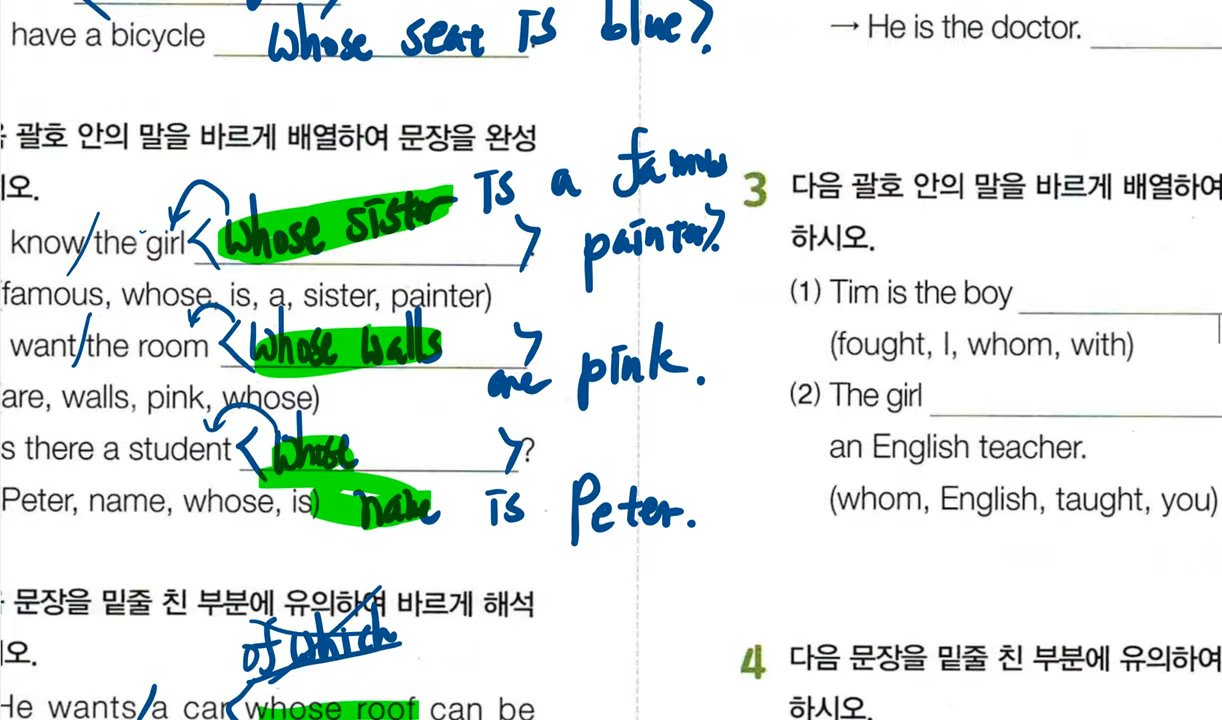 have a bicycle whose seat is blue?
→ He is the doctor.
괄호 안의 말을 바르게 배열하여 문장을 완성
오.
know/the girl <whose sister is a famous painter>.
famous, whose, is, a, sister, painter)
want/the room <whose walls> are pink.
are, walls, pink, whose)
s there a student <whose >?
Peter, name, whose, is) name is Peter.
문장을 밑줄 친 부분에 유의하여 바르게 해석
오.
of which
He wants/a car <whose roof can be
3 다음 괄호 안의 말을 바르게 배열하여
하시오.
(1) Tim is the boy
(fought, I, whom, with)
(2) The girl
an English teacher.
(whom, English, taught, you)
4 다음 문장을 밑줄 친 부분에 유의하여
하시오.